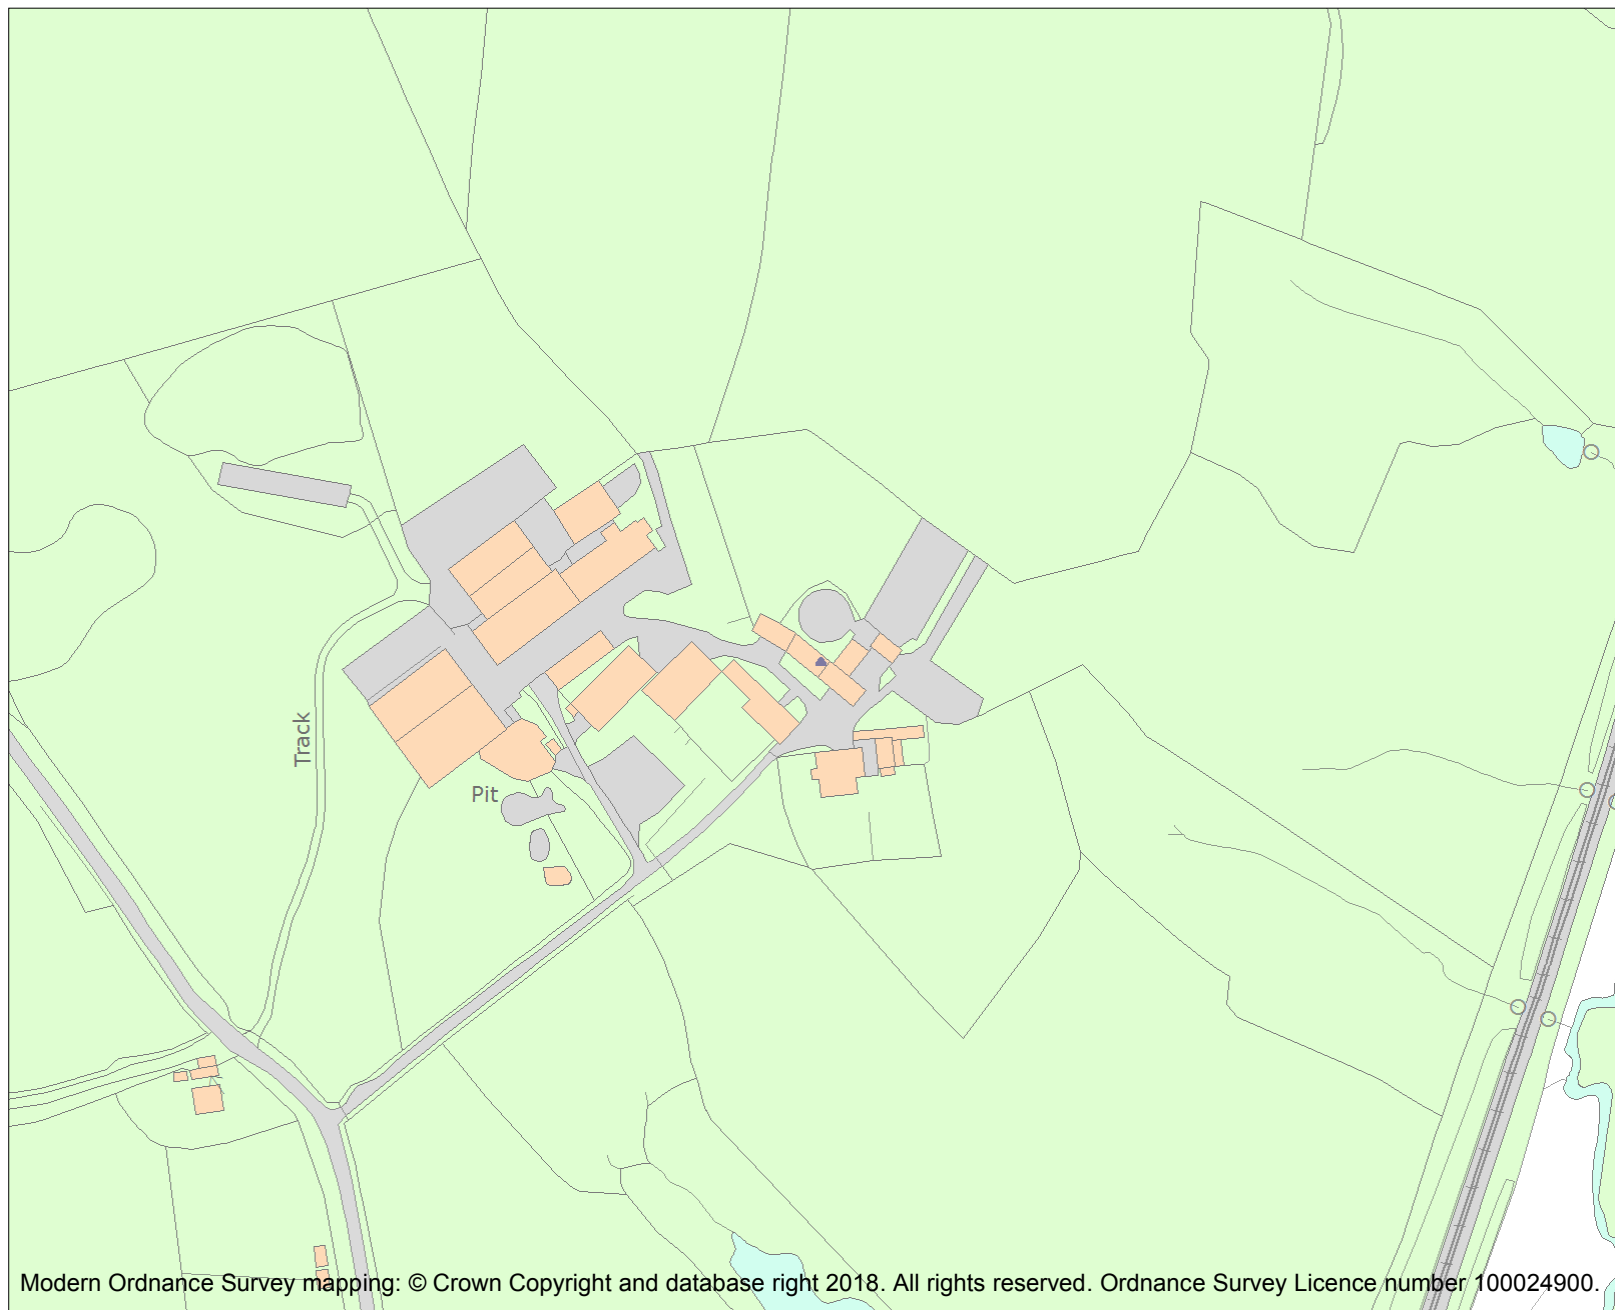 Track
Pit
Modern Ordnance Survey mapping: © Crown Copyright and database right 2018. All rights reserved. Ordnance Survey Licence number 100024900.